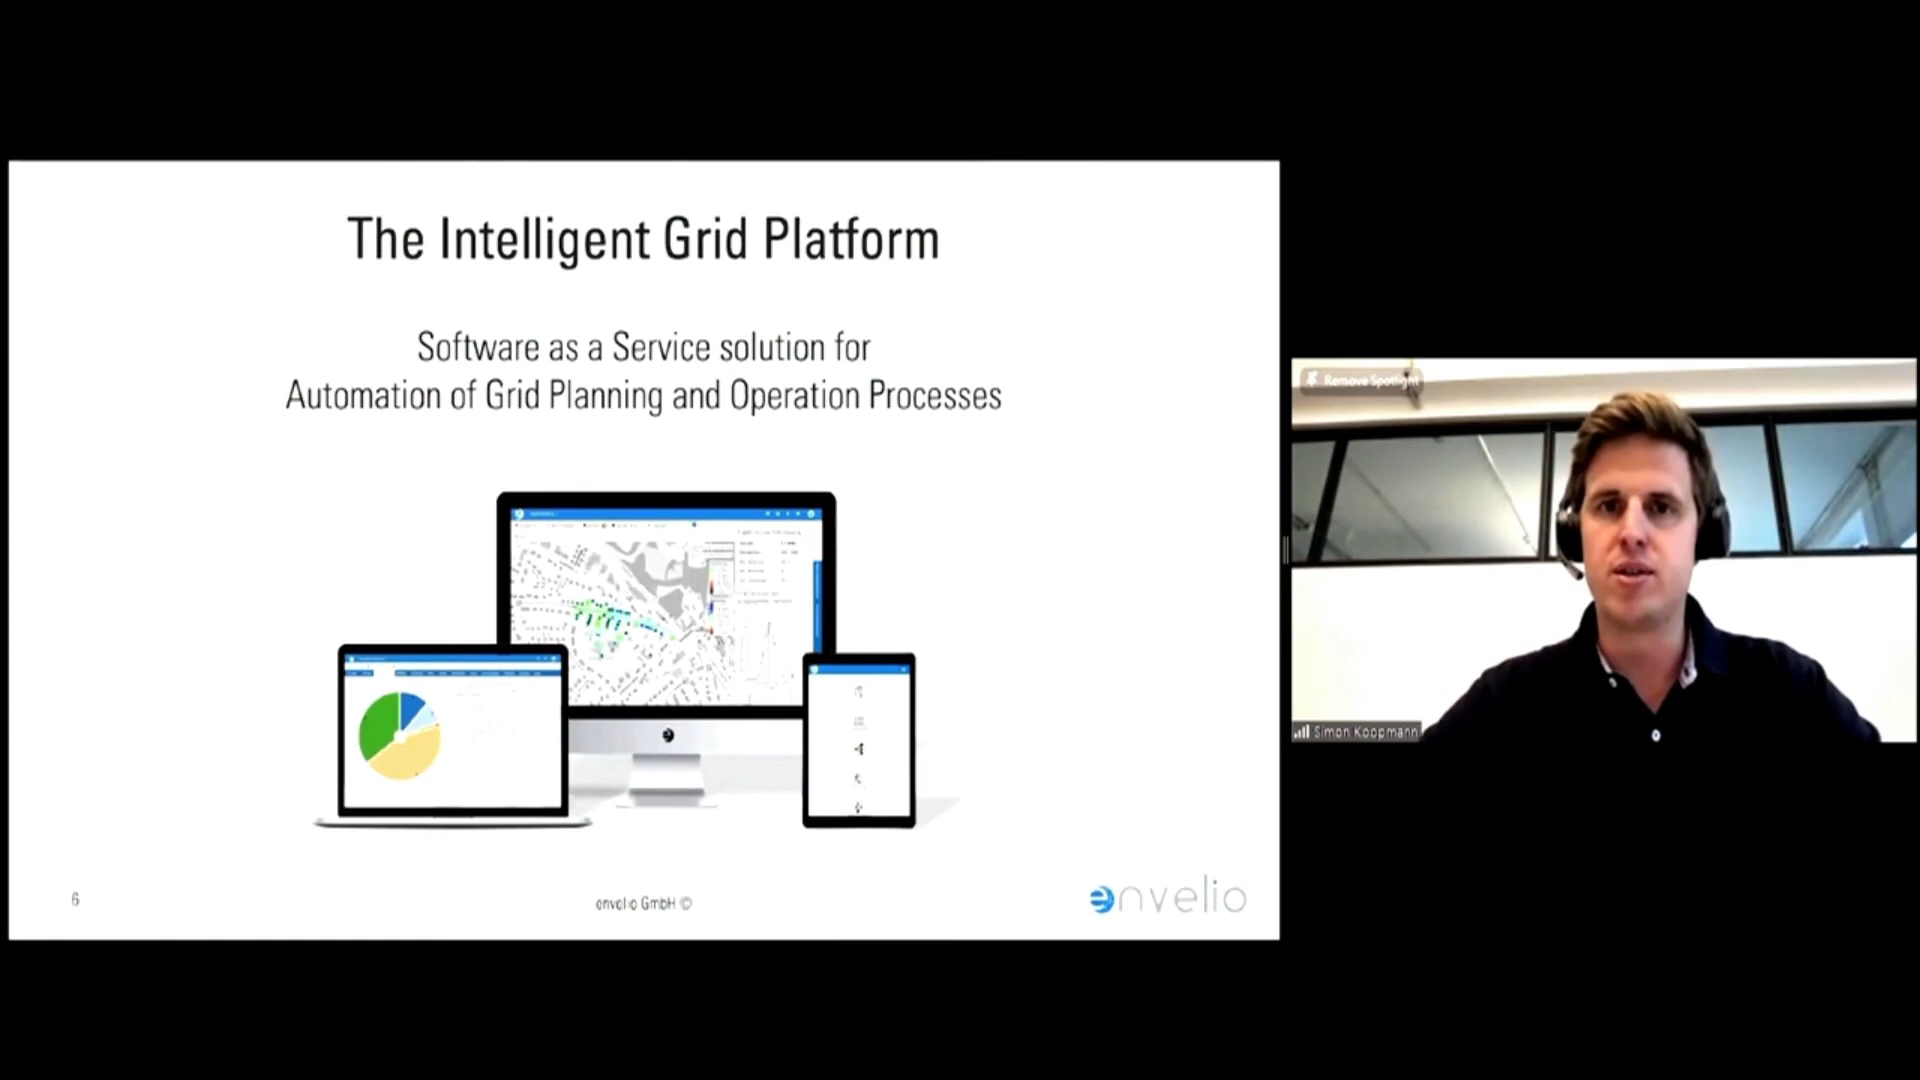 The Intelligent Grid Platform
Software as a Service solution for
Automation of Grid Planning and Operation Processes
6
envelio GmbH ©
envelio
Remove Spotlight
Simon Koopmann